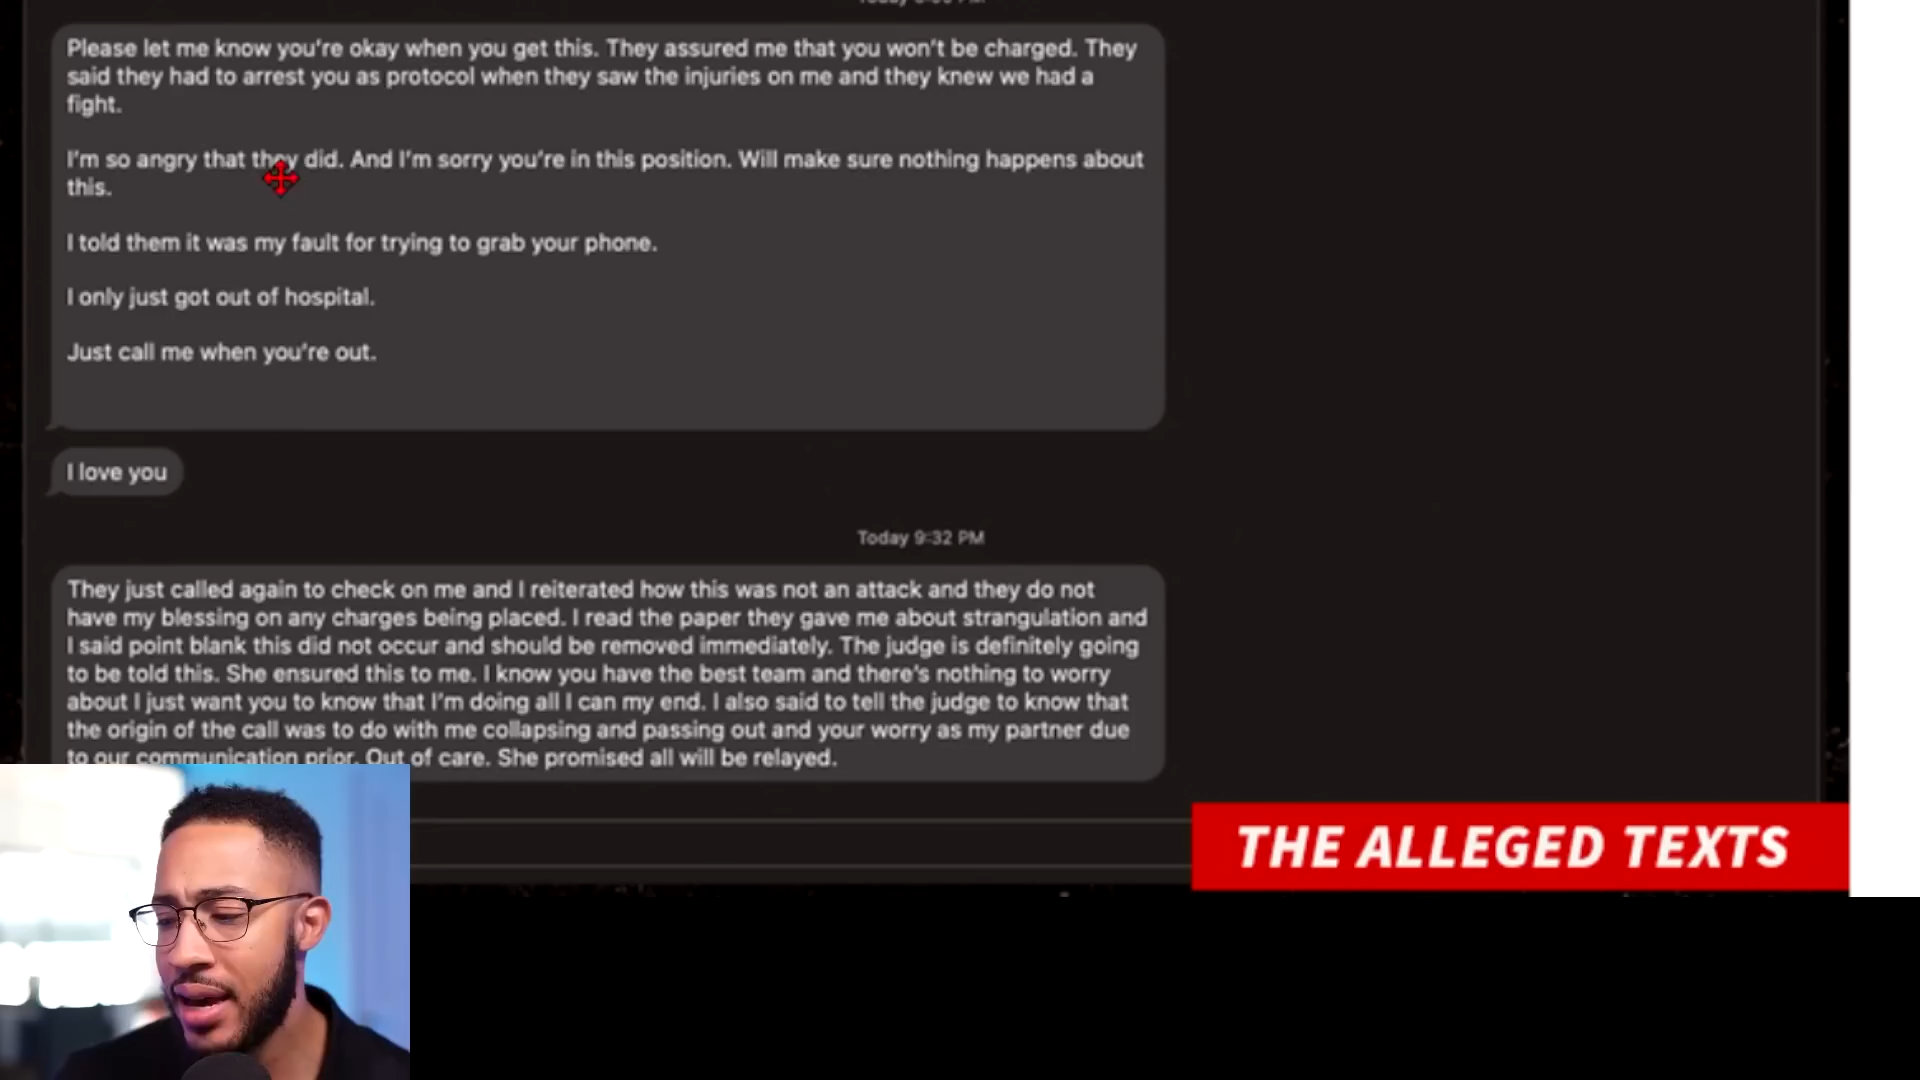 Please let me know you're okay when you get this. They assured me that you won't be charged. They
said they had to arrest you as protocol when they saw the injuries on me and they knew we had a
fight.
I'm so angry that they did. And I'm sorry you're in this position. Will make sure nothing happens about
this.
I told them it was my fault for trying to grab your phone.
I only just got out of hospital.
Just call me when you're out.
I love you
Today 9:32 PM
They just called again to check on me and I reiterated how this was not an attack and they do not
have my blessing on any charges being placed. I read the paper they gave me about strangulation and
I said point blank this did not occur and should be removed immediately. The judge is definitely going
to be told this. She ensured this to me. I know you have the best team and there's nothing to worry
about I just want you to know that I'm doing all I can my end. I also said to tell the judge to know that
the origin of the call was to do with me collapsing and passing out and your worry as my partner due
to our communication prior. Out of care. She promised all will be relayed.
THE ALLEGED TEXTS